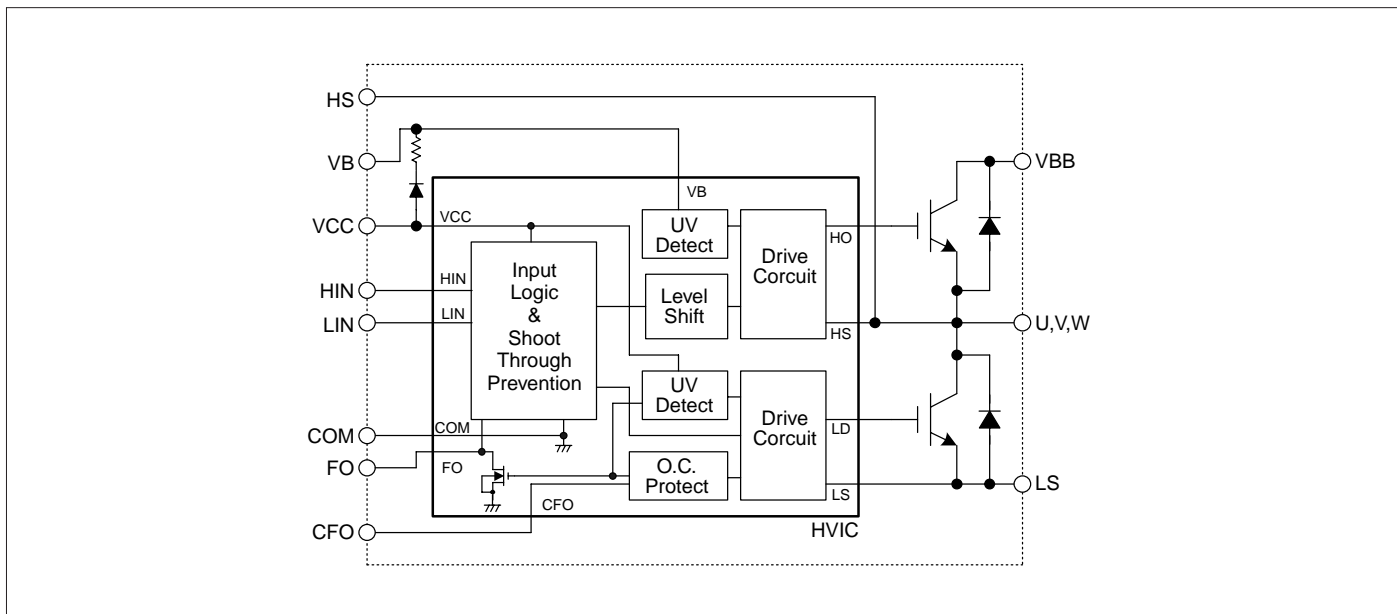 HS
VB
VCC
HIN
LIN
COM
FO
CFO
VB
VCC
HIN
LIN
COM
FO
CFO
Input
Logic
&
Shoot
Through
Prevention
UV
Detect
Level
Shift
Drive
Corcuit
HO
HS
UV
Detect
O.C.
Protect
Drive
Corcuit
LD
LS
HVIC
VBB
U,V,W
LS